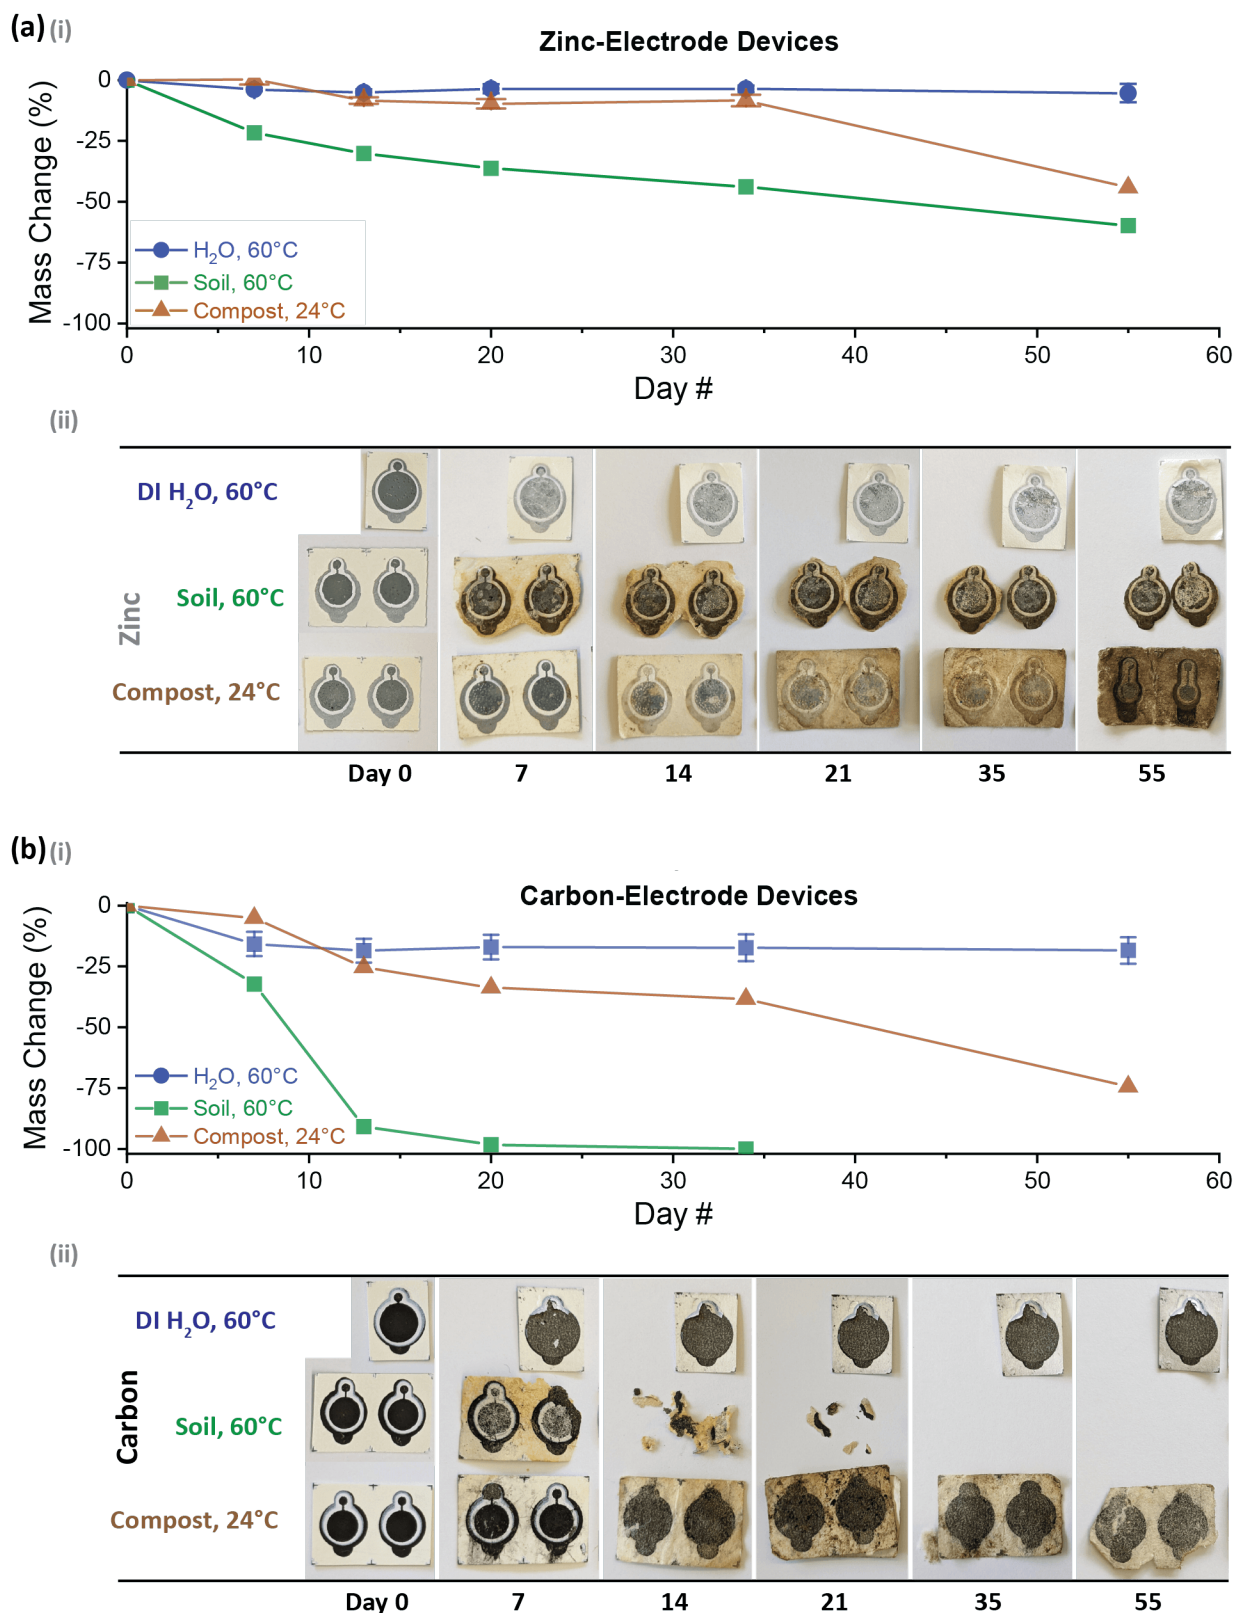 (a) (i)
Zinc-Electrode Devices
Mass Change (%)
0
-25
-50
-75
-100
H₂O, 60°C
Soil, 60°C
Compost, 24°C
0 10 20 30 40 50 60
Day #
(ii)
Zinc
DI H₂O, 60°C
Soil, 60°C
Compost, 24°C
Day 0 7 14 21 35 55
(b) (i)
Carbon-Electrode Devices
Mass Change (%)
0
-25
-50
-75
-100
H₂O, 60°C
Soil, 60°C
Compost, 24°C
0 10 20 30 40 50 60
Day #
(ii)
Carbon
DI H₂O, 60°C
Soil, 60°C
Compost, 24°C
Day 0 7 14 21 35 55